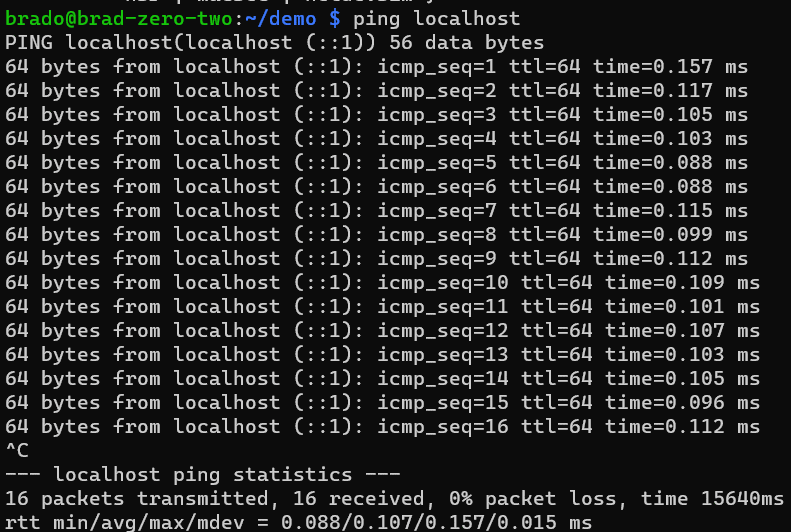 brado@brad-zero-two:~/demo $ ping localhost
PING localhost(localhost (::1)) 56 data bytes
64 bytes from localhost (::1): icmp_seq=1 ttl=64 time=0.157 ms
64 bytes from localhost (::1): icmp_seq=2 ttl=64 time=0.117 ms
64 bytes from localhost (::1): icmp_seq=3 ttl=64 time=0.105 ms
64 bytes from localhost (::1): icmp_seq=4 ttl=64 time=0.103 ms
64 bytes from localhost (::1): icmp_seq=5 ttl=64 time=0.088 ms
64 bytes from localhost (::1): icmp_seq=6 ttl=64 time=0.088 ms
64 bytes from localhost (::1): icmp_seq=7 ttl=64 time=0.115 ms
64 bytes from localhost (::1): icmp_seq=8 ttl=64 time=0.099 ms
64 bytes from localhost (::1): icmp_seq=9 ttl=64 time=0.112 ms
64 bytes from localhost (::1): icmp_seq=10 ttl=64 time=0.109 ms
64 bytes from localhost (::1): icmp_seq=11 ttl=64 time=0.101 ms
64 bytes from localhost (::1): icmp_seq=12 ttl=64 time=0.107 ms
64 bytes from localhost (::1): icmp_seq=13 ttl=64 time=0.103 ms
64 bytes from localhost (::1): icmp_seq=14 ttl=64 time=0.105 ms
64 bytes from localhost (::1): icmp_seq=15 ttl=64 time=0.096 ms
64 bytes from localhost (::1): icmp_seq=16 ttl=64 time=0.112 ms
^C
--- localhost ping statistics ---
16 packets transmitted, 16 received, 0% packet loss, time 15640ms
rtt min/avg/max/mdev = 0.088/0.107/0.157/0.015 ms